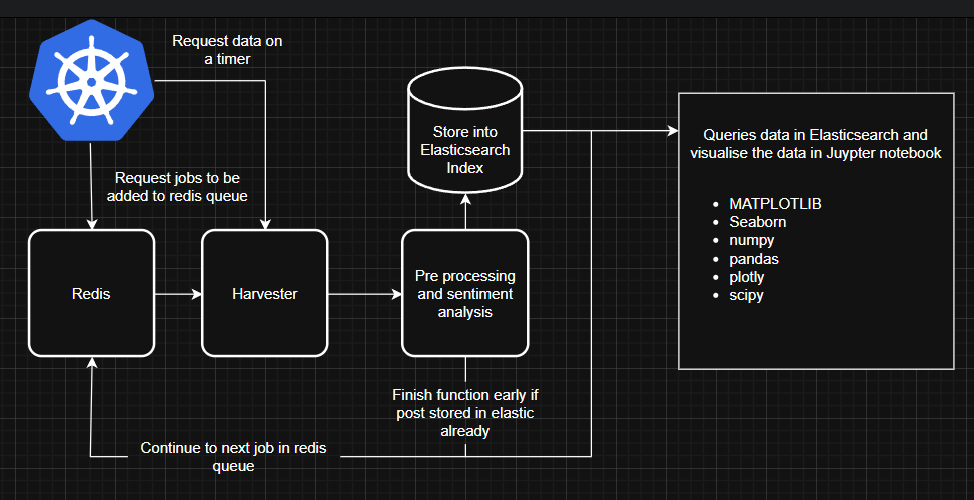 Request data on
a timer
Request jobs to be
added to redis queue
Redis
Harvester
Pre processing
and sentiment
analysis
Store into
Elasticsearch
Index
Queries data in Elasticsearch and
visualise the data in Juypter notebook
MATPLOTLIB
Seaborn
numpy
pandas
plotly
scipy
Finish function early if
post stored in elastic
already
Continue to next job in redis
queue